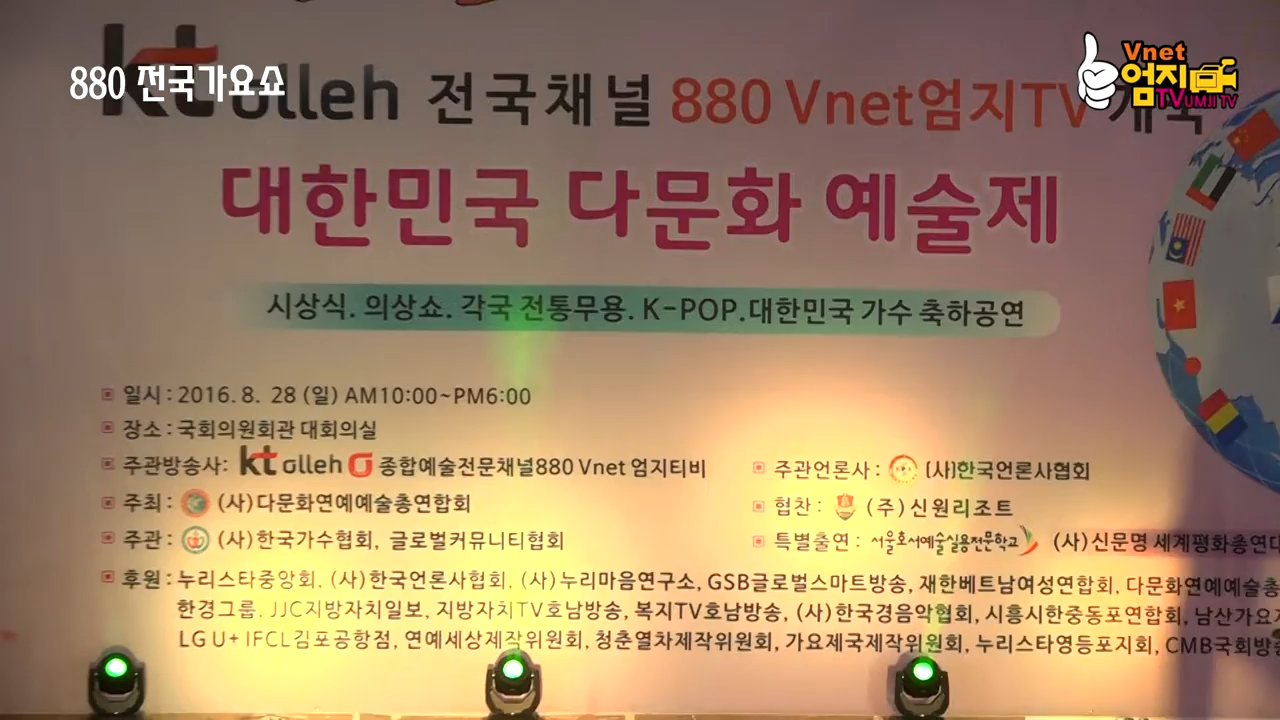 880 전국가요쇼
Vnet
엄지
TV UMJI TV
kt olleh 전국채널 880 Vnet엄지TV 개국
대한민국 다문화 예술제
시상식. 의상쇼. 각국 전통무용. K-POP.대한민국 가수 축하공연
일시 : 2016. 8. 28 (일) AM10:00~PM6:00
장소 : 국회의원회관 대회의실
주관방송사: kt olleh 종합예술전문채널880 Vnet 엄지티비
주관언론사 : (사)한국언론사협회
주최 : (사)다문화연예예술총연합회
협찬 : (주)신원리조트
주관 : (사)한국가수협회, 글로벌커뮤니티협회
특별출연 : 서울호서예술실용전문학교 (사)신문명 세계평화총연대
후원 : 누리스타중앙회, (사)한국언론사협회, (사)누리마음연구소, GSB글로벌스마트방송, 재한베트남여성연합회, 다문화연예예술총
한경그룹, JJC지방자치일보, 지방자치TV호남방송, 복지TV호남방송, (사)한국경음악협회, 시흥시한중동포연합회, 남산가요
LG U+ IFCL김포공항점, 연예세상제작위원회, 청춘열차제작위원회, 가요제국제작위원회, 누리스타영등포지회, CMB국회방송